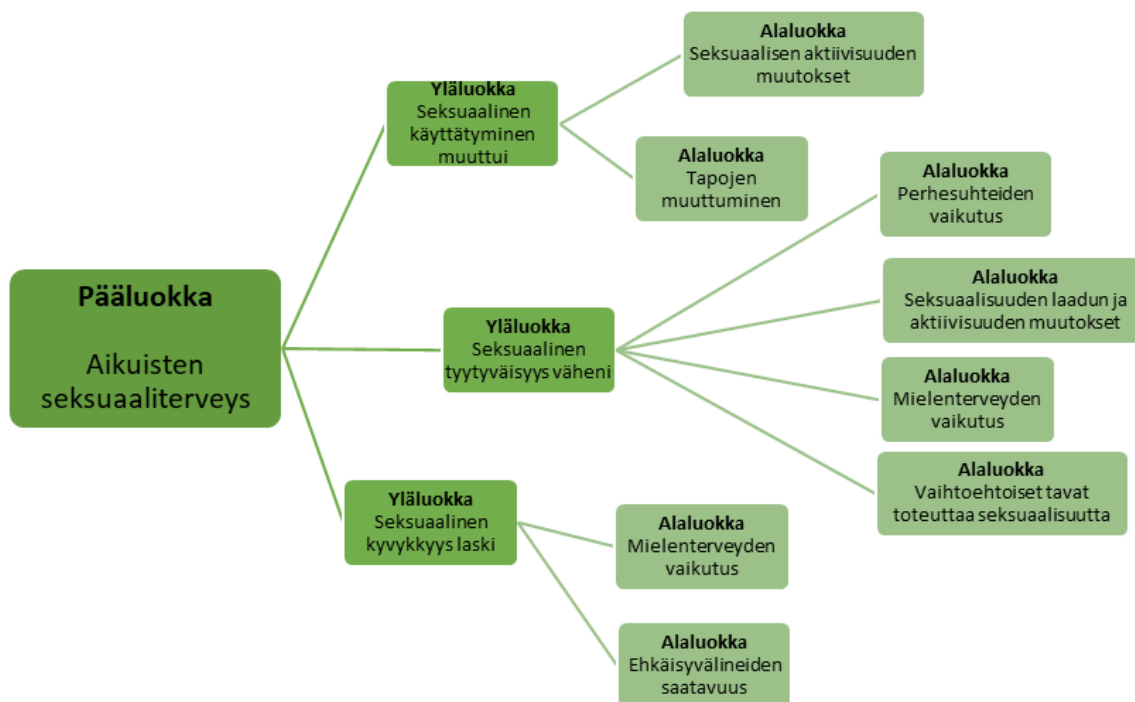 Pääluokka
Aikuisten
seksuaaliterveys
Yläluokka
Seksuaalinen
käyttätyminen
muuttui
Alaluokka
Seksuaalisen aktiivisuuden
muutokset
Alaluokka
Tapojen
muuttuminen
Yläluokka
Seksuaalinen
tyytyväisyys väheni
Alaluokka
Perhesuhteiden
vaikutus
Alaluokka
Seksuaalisuuden laadun ja
aktiivisuuden muutokset
Alaluokka
Mielenterveyden
vaikutus
Alaluokka
Vaihtoehtoiset tavat
toteuttaa seksuaalisuutta
Yläluokka
Seksuaalinen
kyvykkyys laski
Alaluokka
Mielenterveyden
vaikutus
Alaluokka
Ehkäisyvälineiden
saatavuus